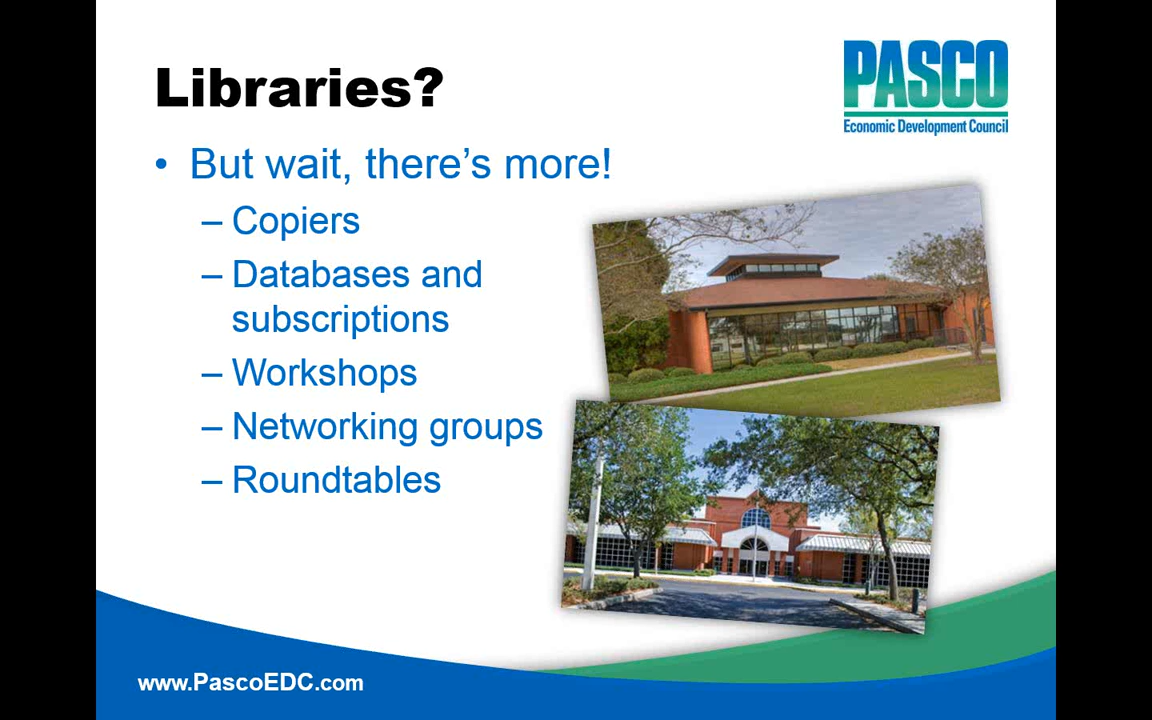 Libraries?
PASCO
Economic Development Council
• But wait, there’s more!
– Copiers
– Databases and
subscriptions
– Workshops
– Networking groups
– Roundtables
www.PascoEDC.com